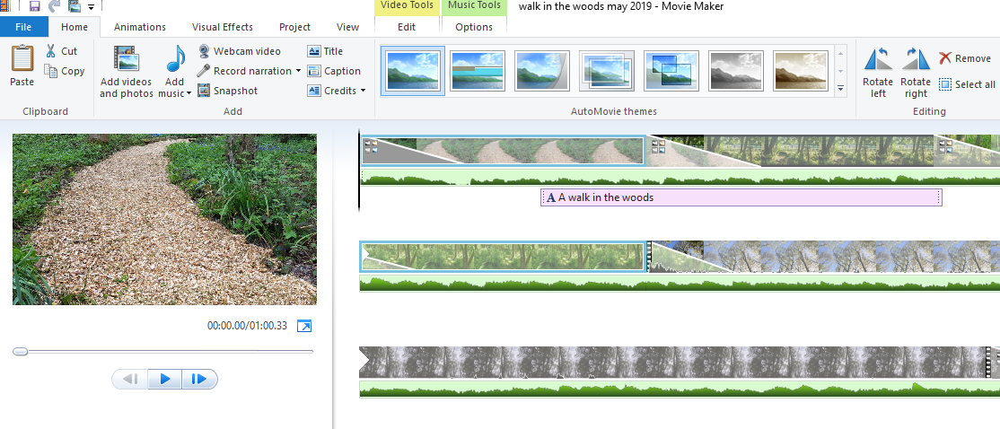 Video Tools
Music Tools
walk in the woods may 2019 - Movie Maker
File
Home
Animations
Visual Effects
Project
View
Edit
Options
Paste
Cut
Copy
Clipboard
Add videos
and photos
Add
music
Webcam video
Record narration
Snapshot
Title
Caption
Credits
Add
AutoMovie themes
Rotate
left
Rotate
right
Remove
Select all
Editing
A A walk in the woods
00:00.00/01:00.33